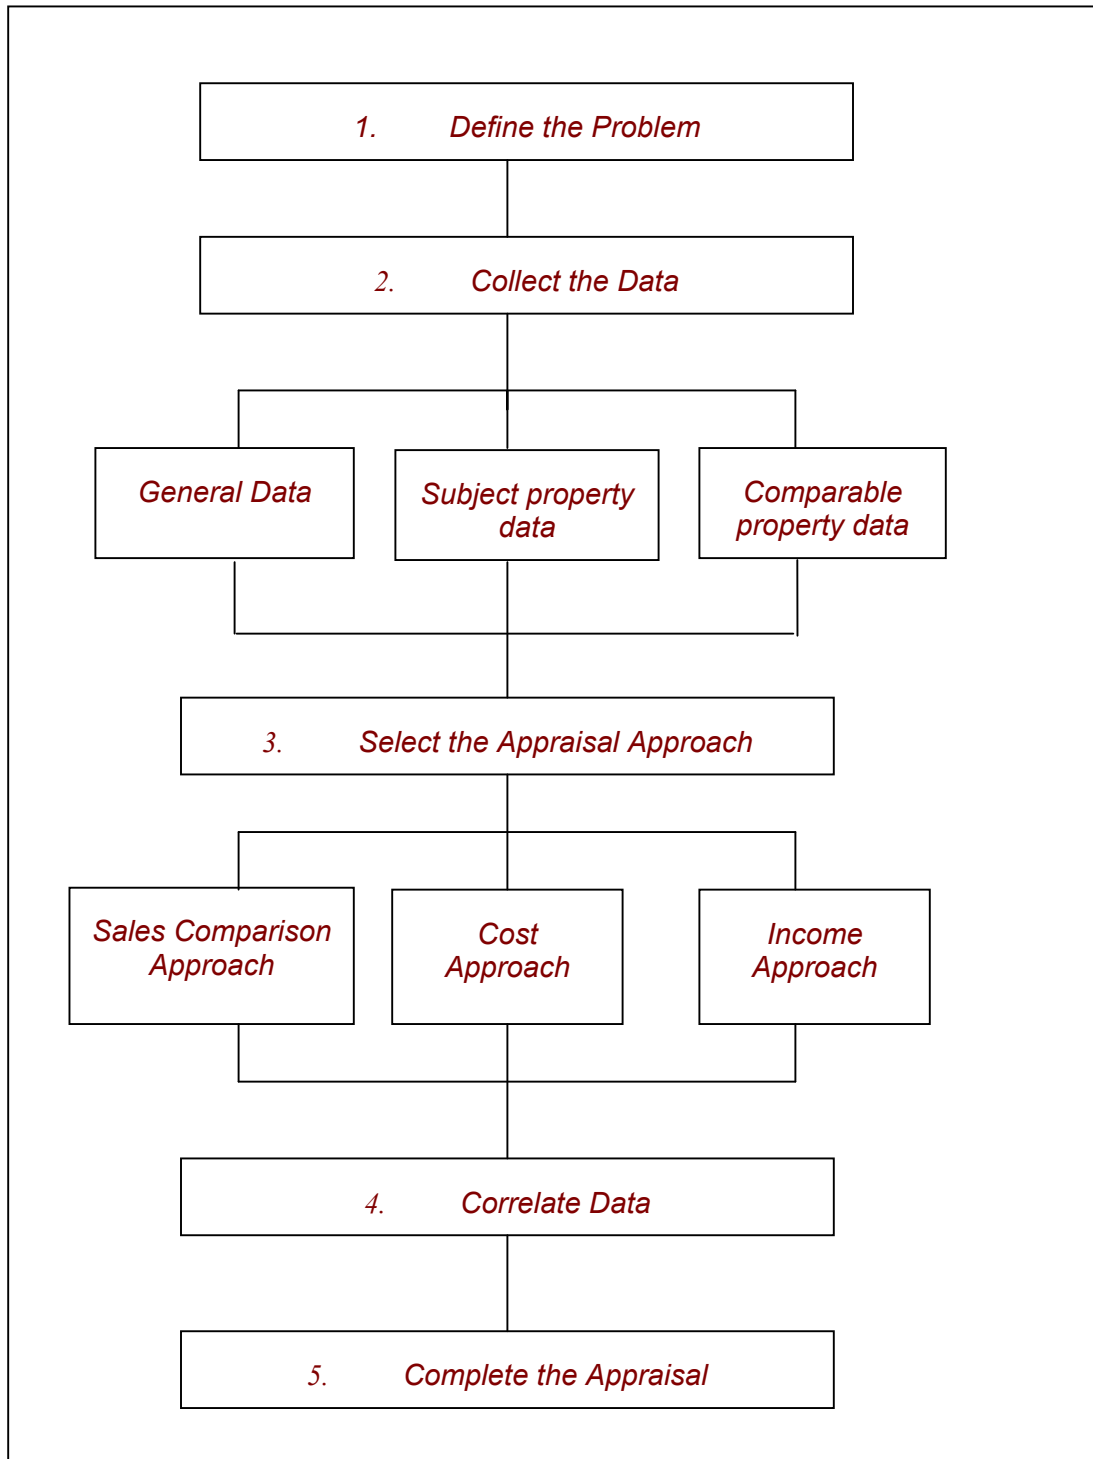 1. Define the Problem
2. Collect the Data
General Data
Subject property
data
Comparable
property data
3. Select the Appraisal Approach
Sales Comparison
Approach
Cost
Approach
Income
Approach
4. Correlate Data
5. Complete the Appraisal